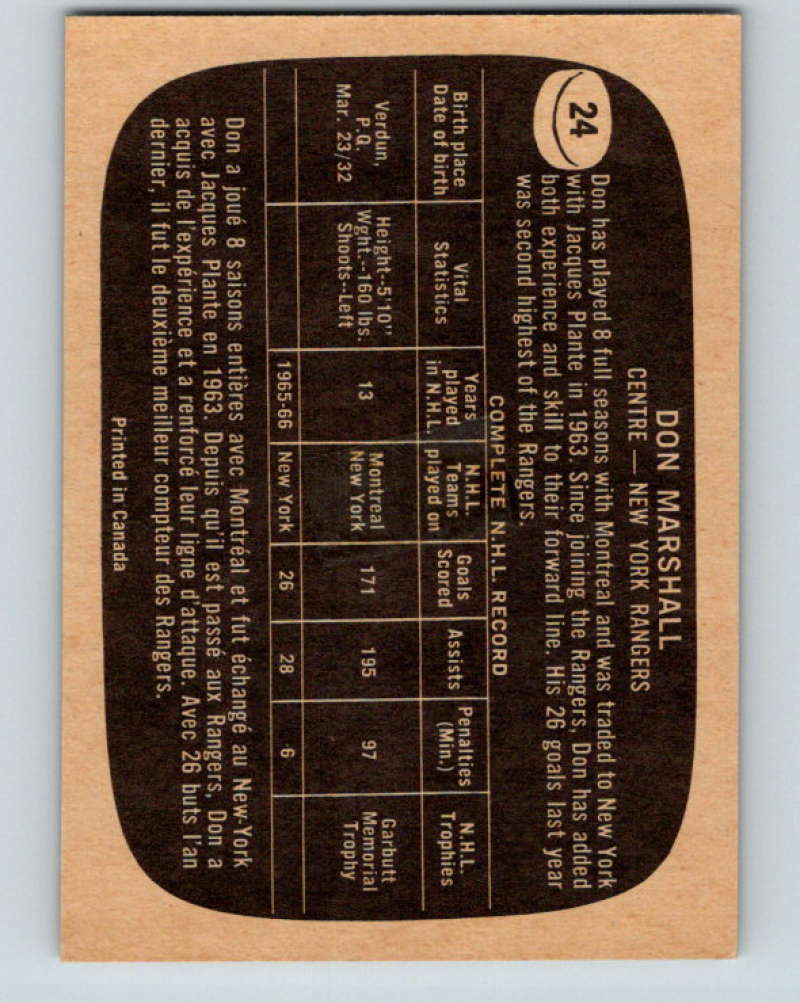 24
DON MARSHALL
CENTRE — NEW YORK RANGERS
Don has played 8 full seasons with Montreal and was traded to New York
with Jacques Plante in 1963. Since joining the Rangers, Don has added
both experience and skill to their forward line. His 26 goals last year
was second highest of the Rangers.
COMPLETE N.H.L. RECORD
Birth place Vital Years N.H.L. Goals Assists Penalties N.H.L.
Date of birth Statistics played Teams Scored (Min.) Trophies
in N.H.L. played on
Verdun, Height--5'10" 13 Montreal 171 195 97 Garbutt
P.Q. Wght.--160 lbs. New York Memorial
Mar. 23/32 Shoots--Left Trophy
1965-66 New York 26 28 6
Don a joué 8 saisons entières avec Montréal et fut échangé au New-York
avec Jacques Plante en 1963. Depuis qu'il est passé aux Rangers, Don a
acquis de l'expérience et a renforcé leur ligne d'attaque. Avec 26 buts l'an
dernier, il fut le deuxième meilleur compteur des Rangers.
Printed in Canada